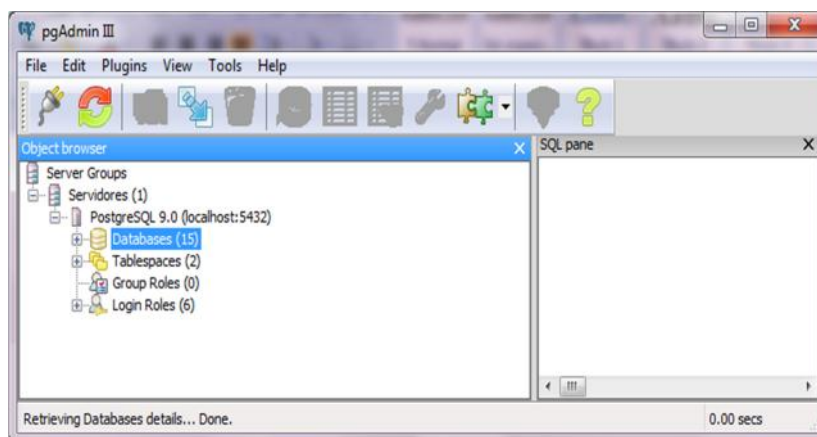 pgAdmin III
File Edit Plugins View Tools Help
Object browser
SQL pane
Server Groups
Servidores (1)
PostgreSQL 9.0 (localhost:5432)
Databases (15)
Tablespaces (2)
Group Roles (0)
Login Roles (6)
Retrieving Databases details... Done.
0.00 secs